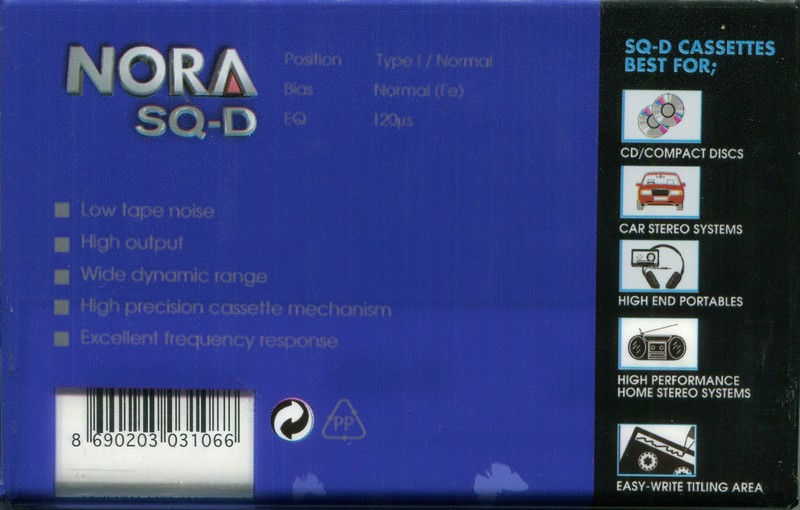 NORA
SQ-D
Position Type I / Normal
Bias Normal (Fe)
EQ 120µs
Low tape noise
High output
Wide dynamic range
High precision cassette mechanism
Excellent frequency response
8 690203 031066
PP
SQ-D CASSETTES
BEST FOR;
CD/COMPACT DISCS
CAR STEREO SYSTEMS
HIGH END PORTABLES
HIGH PERFORMANCE
HOME STEREO SYSTEMS
EASY-WRITE TITLING AREA